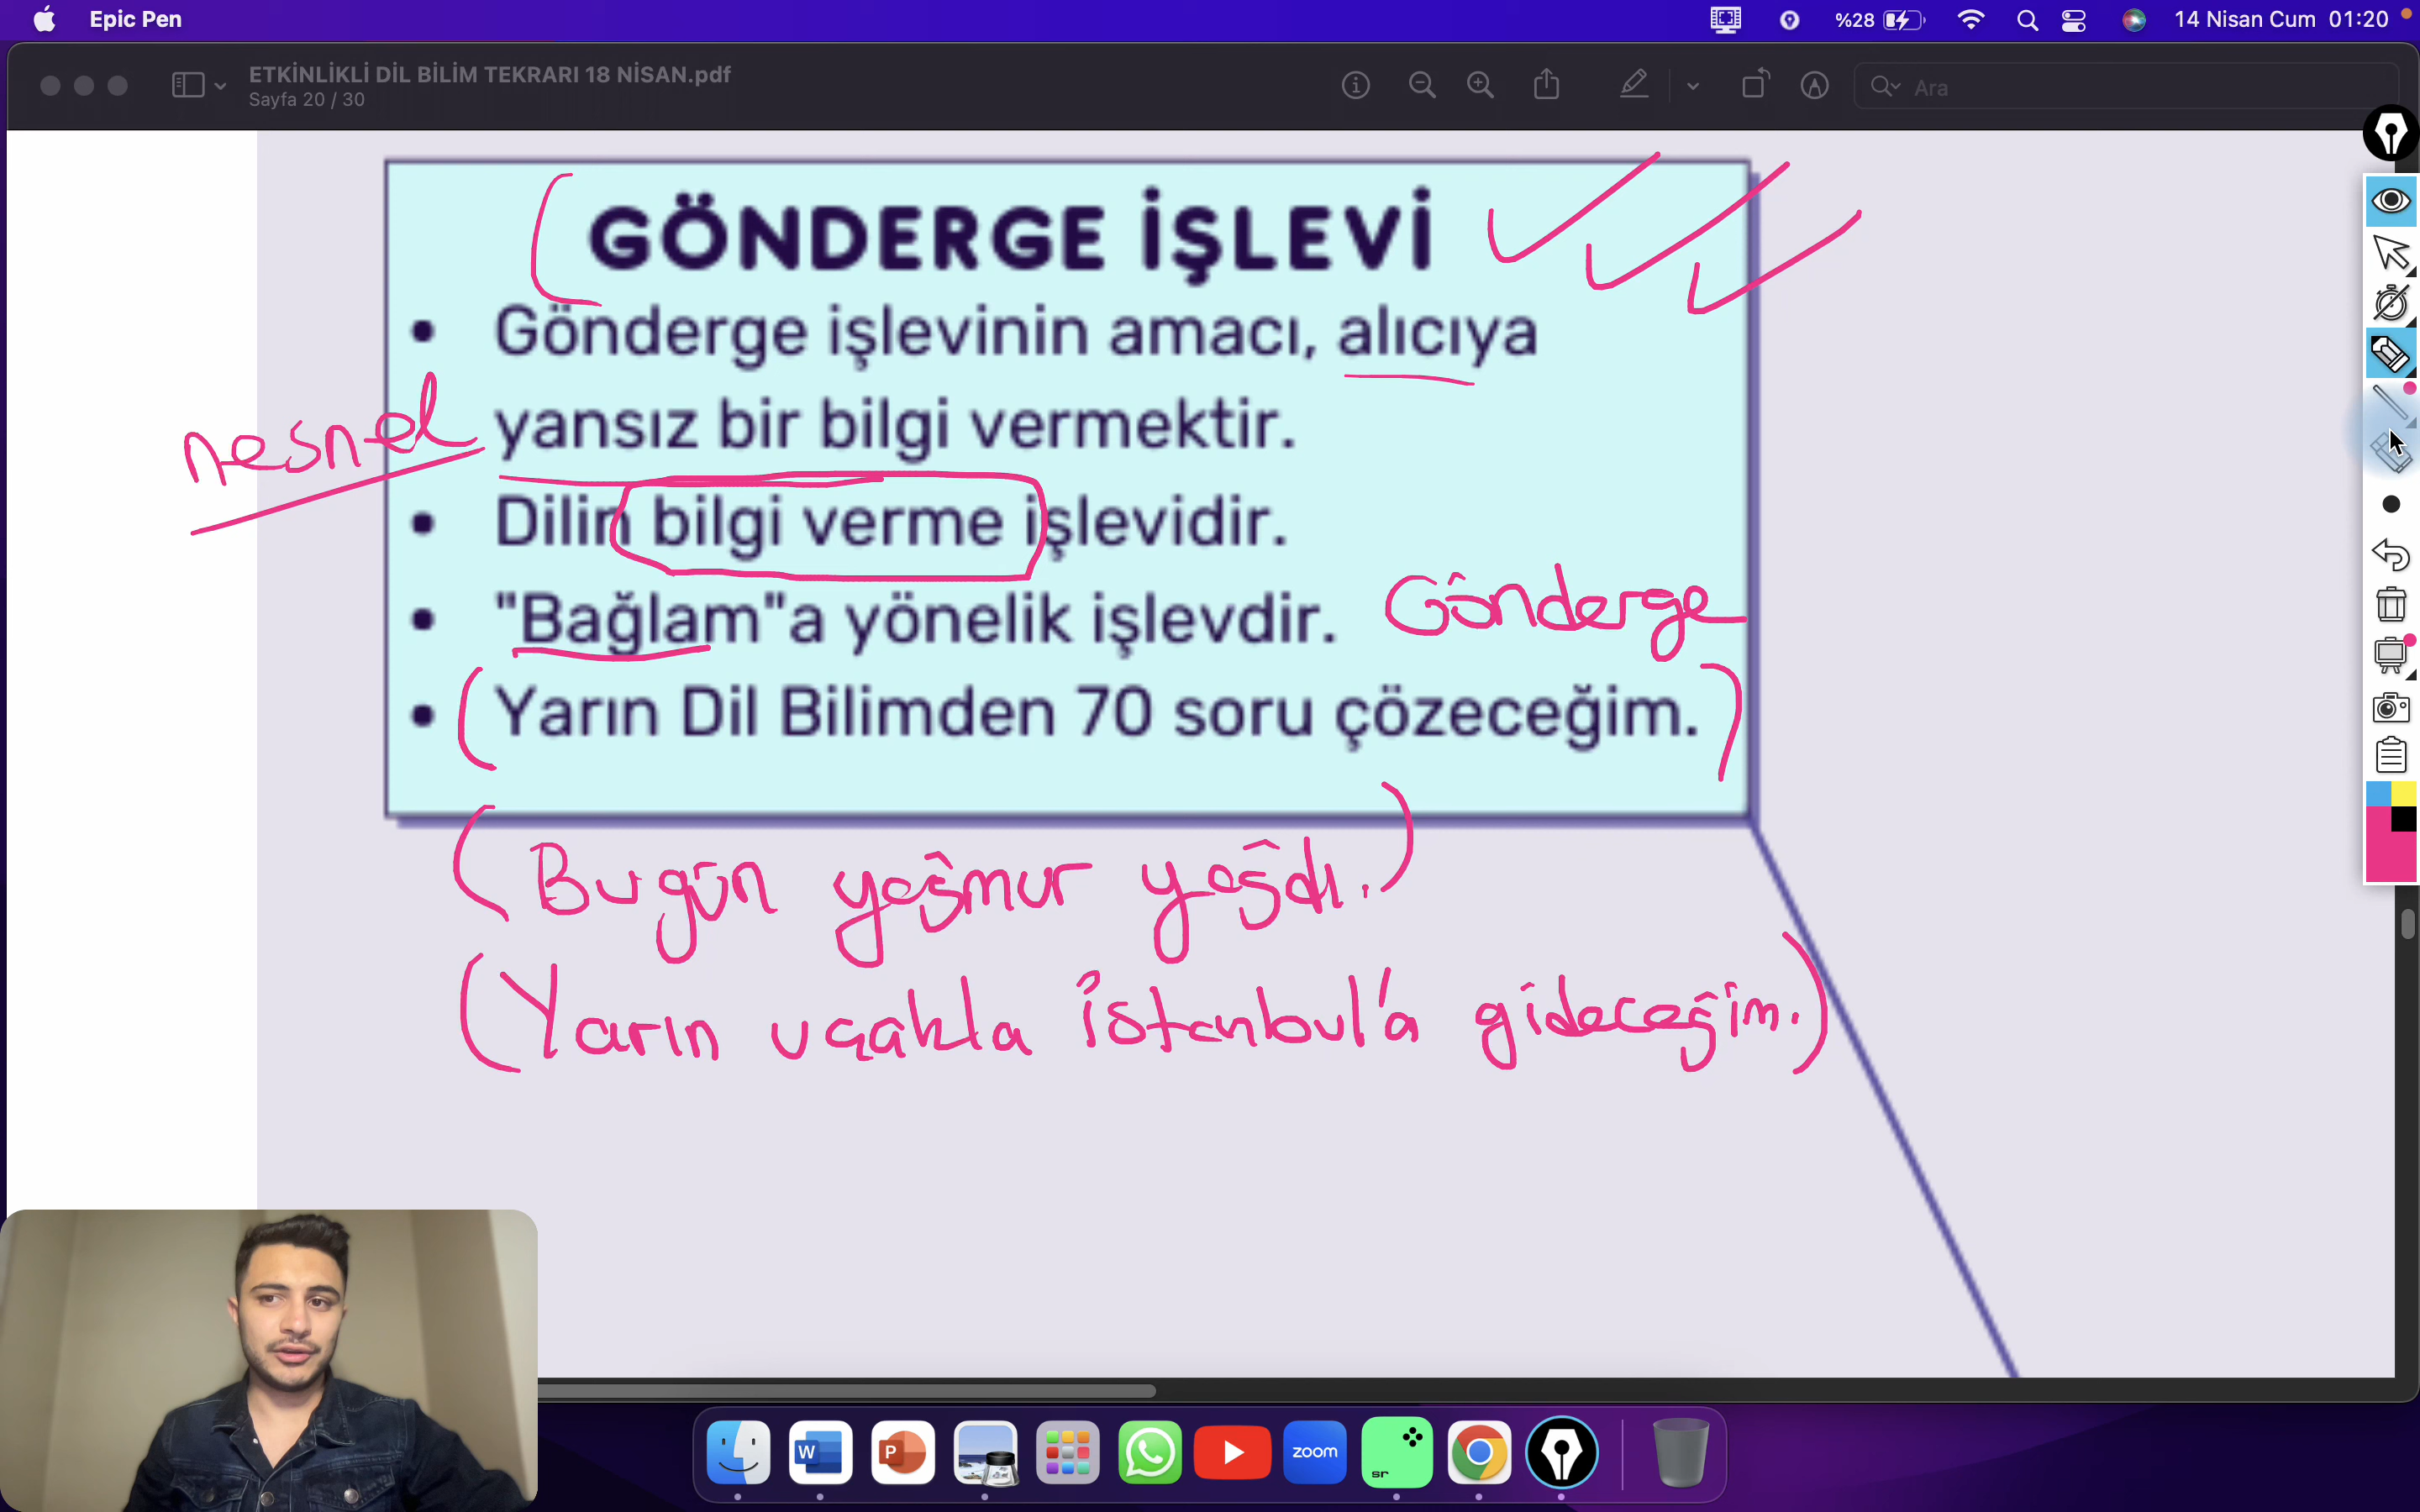 Epic Pen
%28
14 Nisan Cum 01:20
ETKİNLİKLİ DİL BİLİM TEKRARI 18 NİSAN.pdf
Sayfa 20 / 30
Ara
GÖNDERGE İŞLEVİ
• Gönderge işlevinin amacı, alıcıya
nesnel
yansız bir bilgi vermektir.
• Dilin bilgi verme işlevidir.
• "Bağlam"a yönelik işlevdir. Gönderge
• Yarın Dil Bilimden 70 soru çözeceğim.
(Bugün yağmur yağdı.)
(Yarın uçakla İstanbul'a gideceğim.)
W
P
zoom
sr